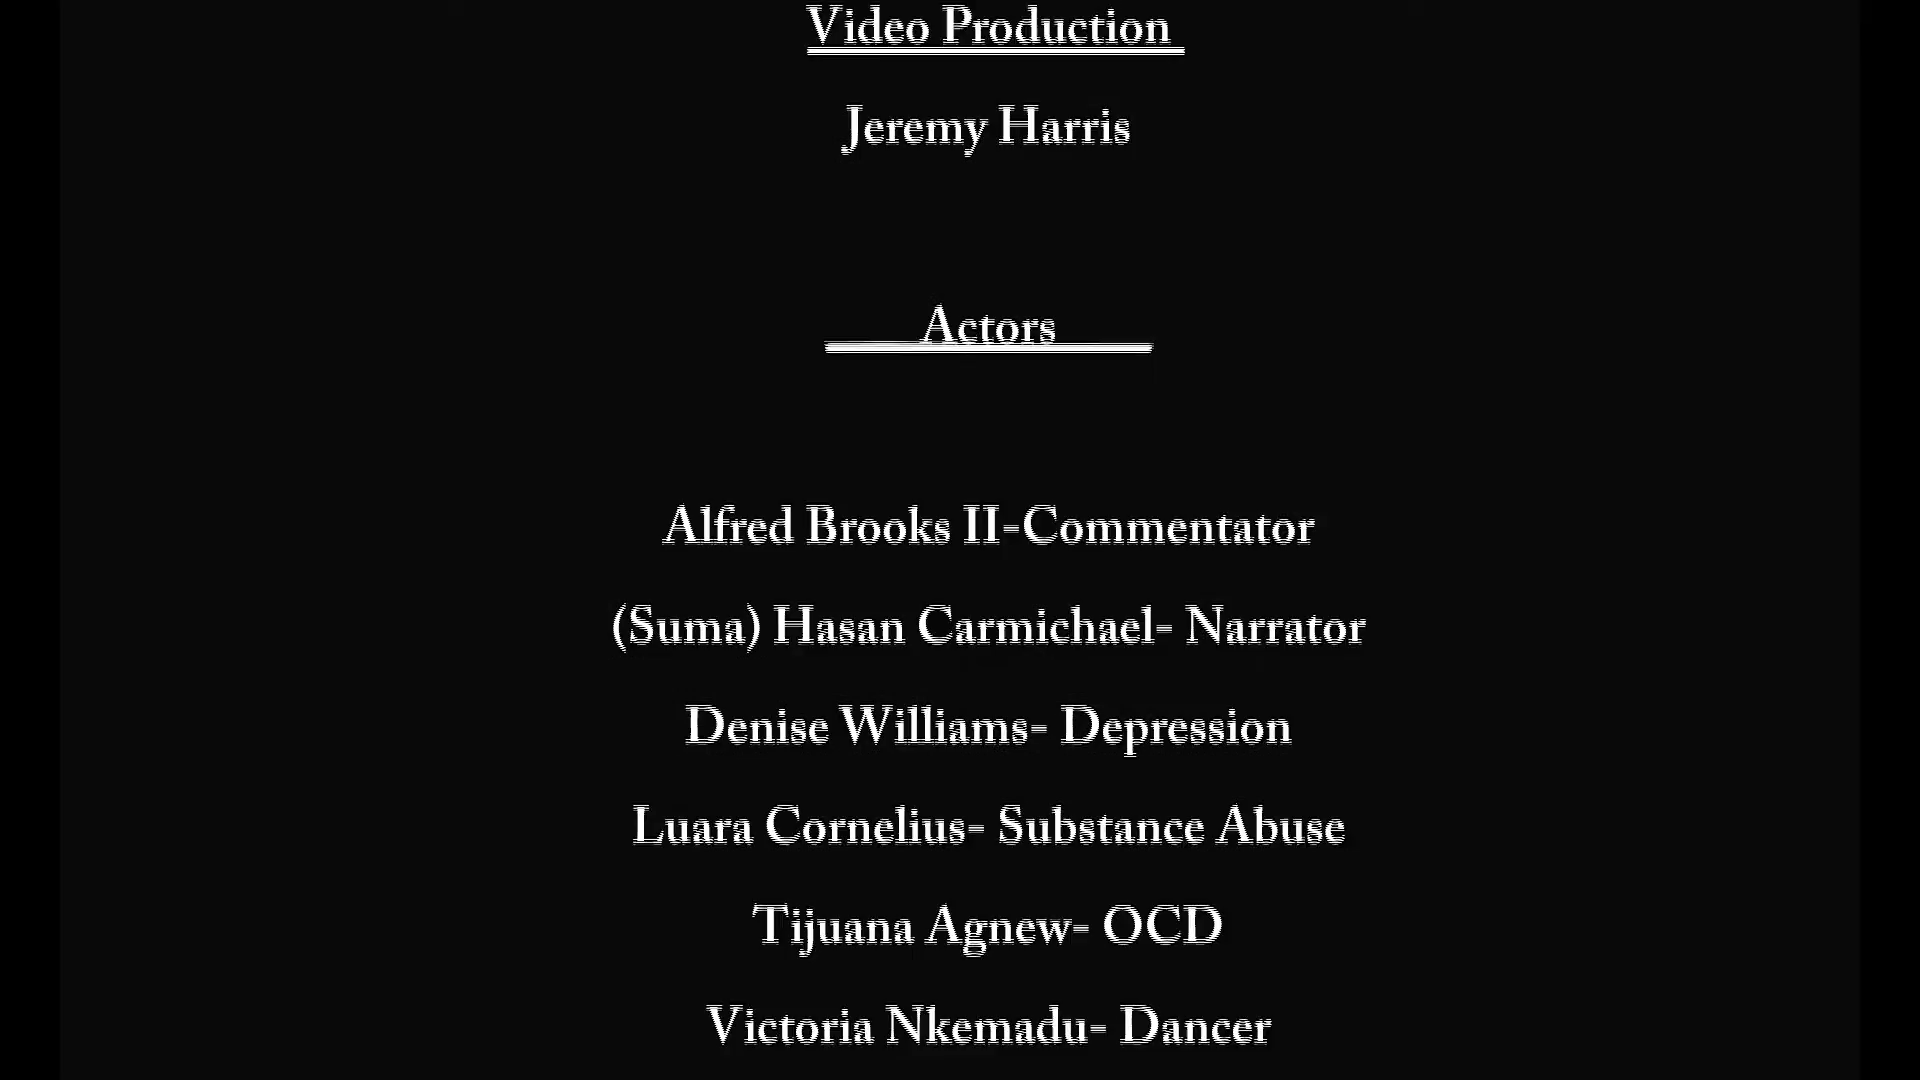 Video Production
Jeremy Harris
Actors
Alfred Brooks II-Commentator
(Suma) Hasan Carmichael- Narrator
Denise Williams- Depression
Luara Cornelius- Substance Abuse
Tijuana Agnew- OCD
Victoria Nkemadu- Dancer